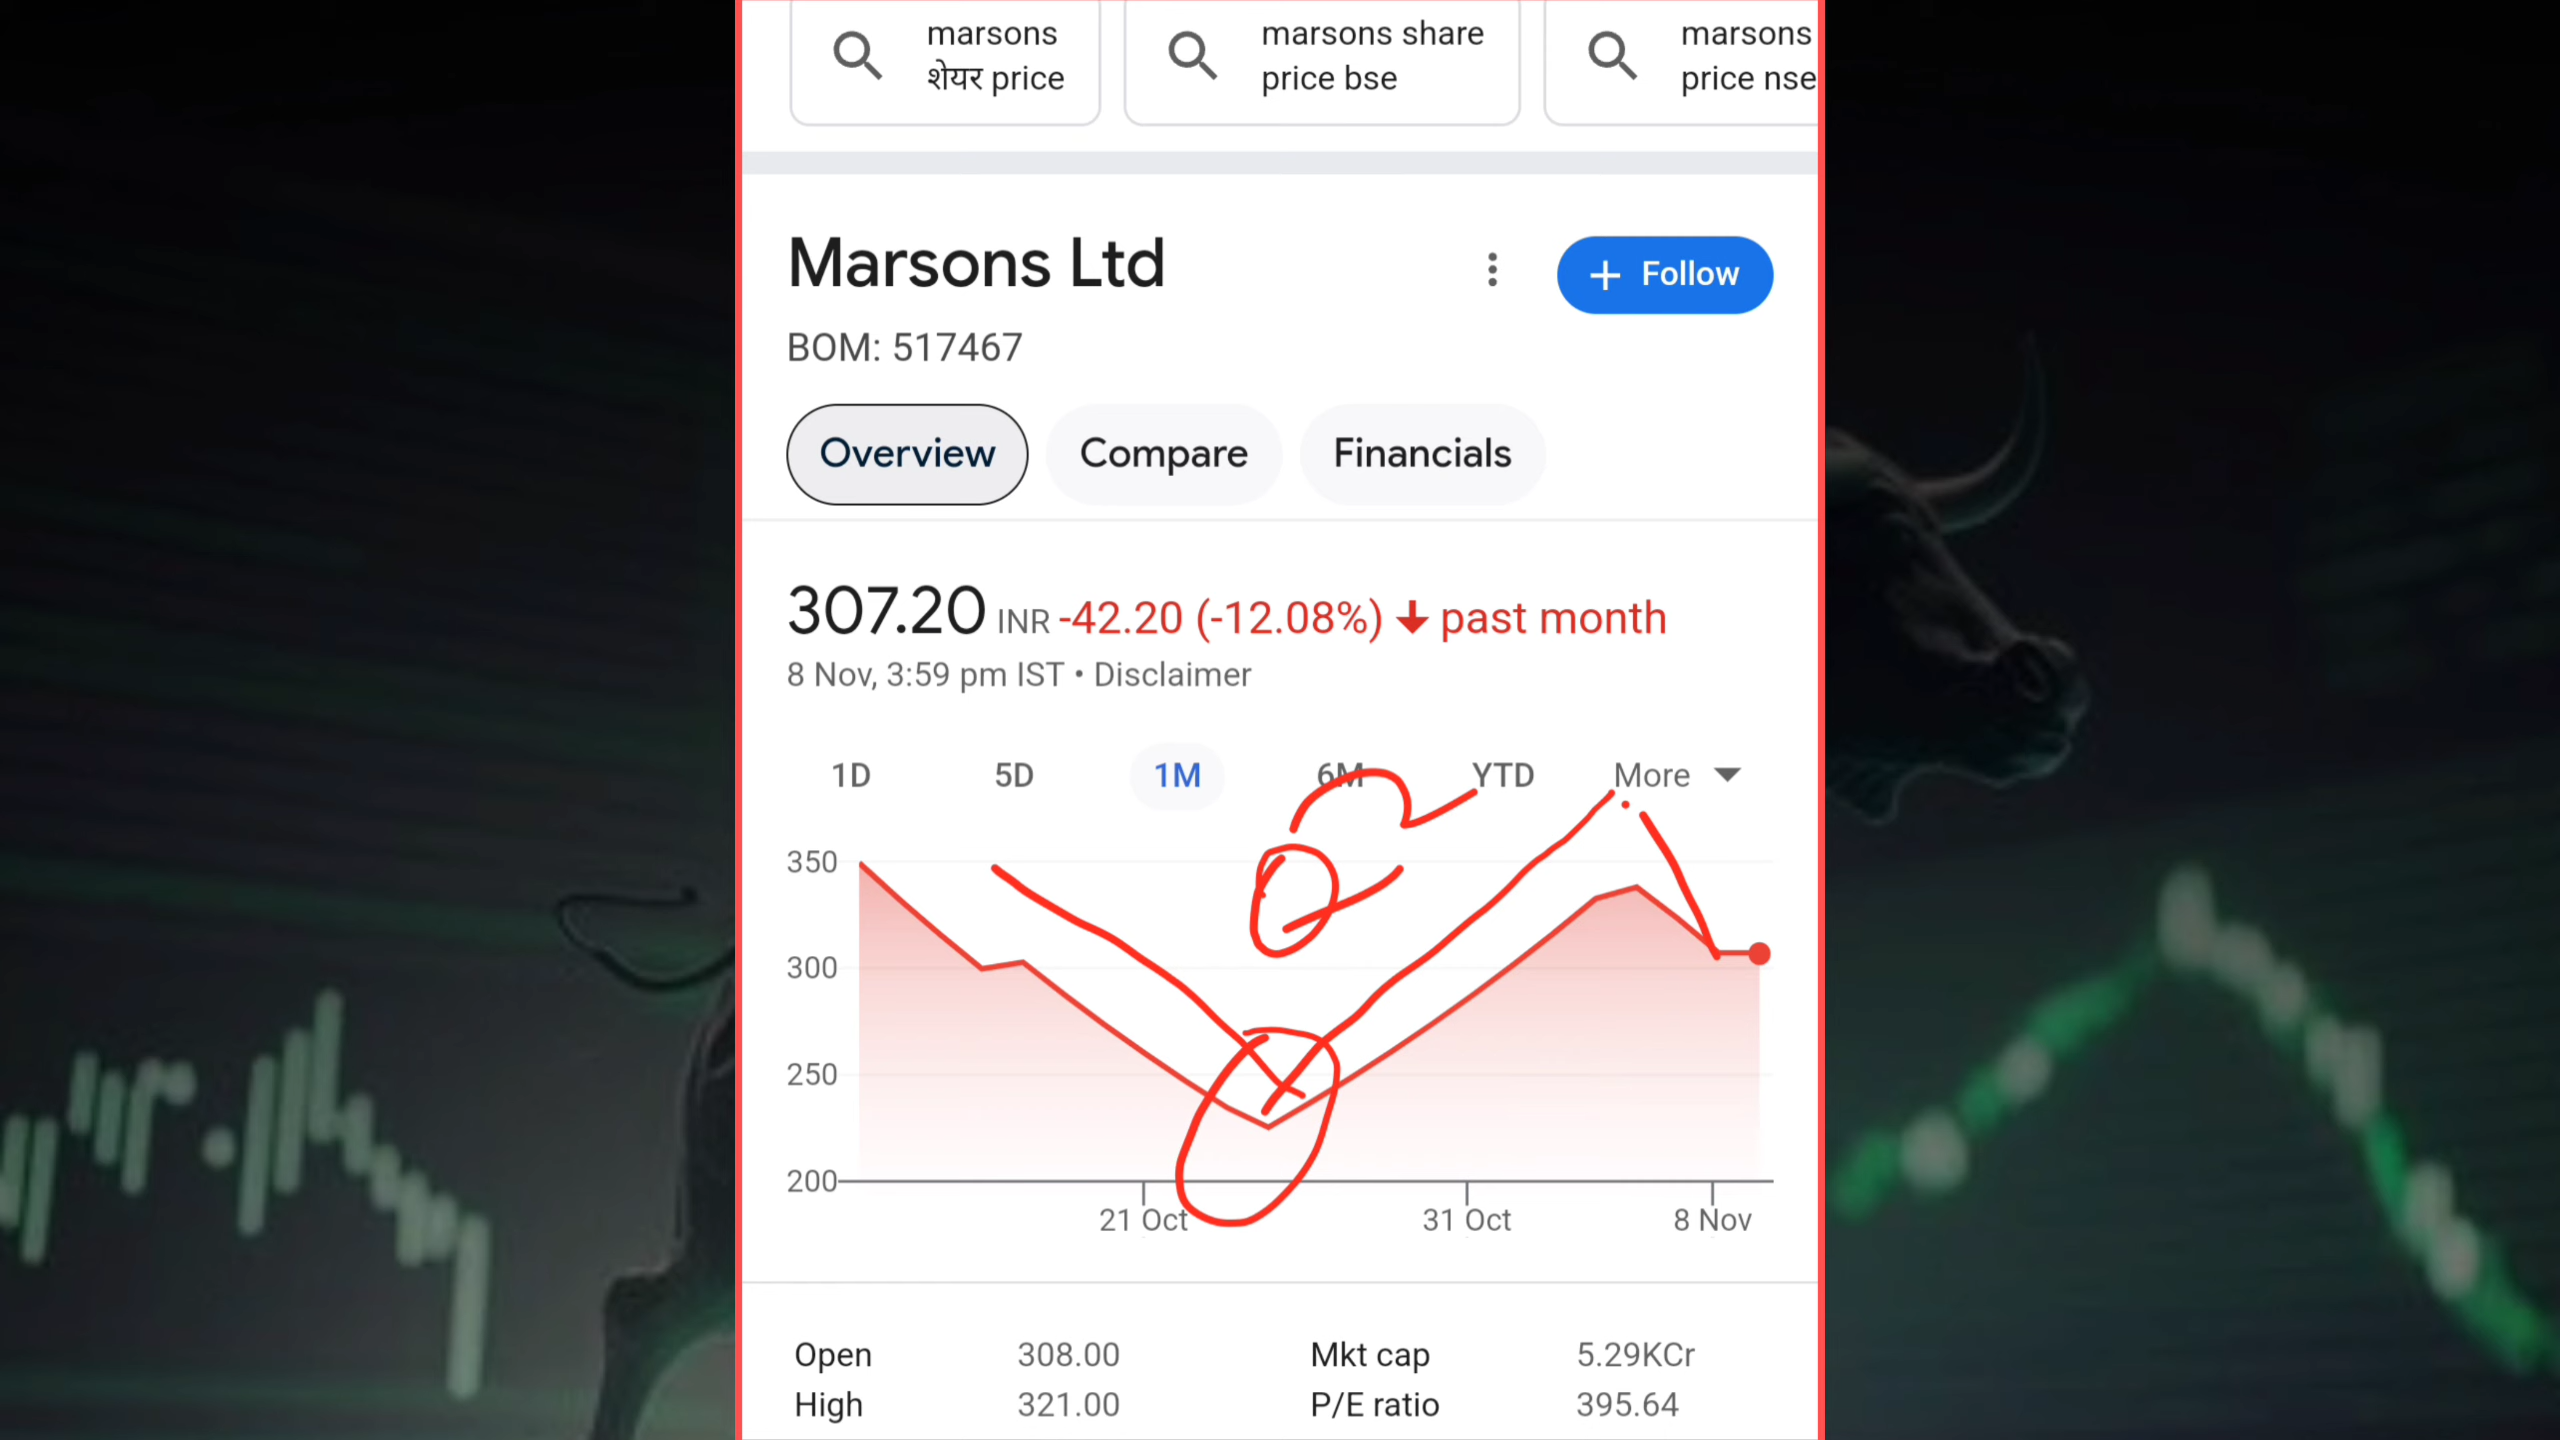 marsons
शेयर price
marsons share
price bse
marsons
price nse
Marsons Ltd
+ Follow
BOM: 517467
Overview
Compare
Financials
307.20 INR -42.20 (-12.08%) ↓ past month
8 Nov, 3:59 pm IST • Disclaimer
1D 5D 1M 6M YTD More
350
300
250
200
21 Oct 31 Oct 8 Nov
Open 308.00 Mkt cap 5.29KCr
High 321.00 P/E ratio 395.64